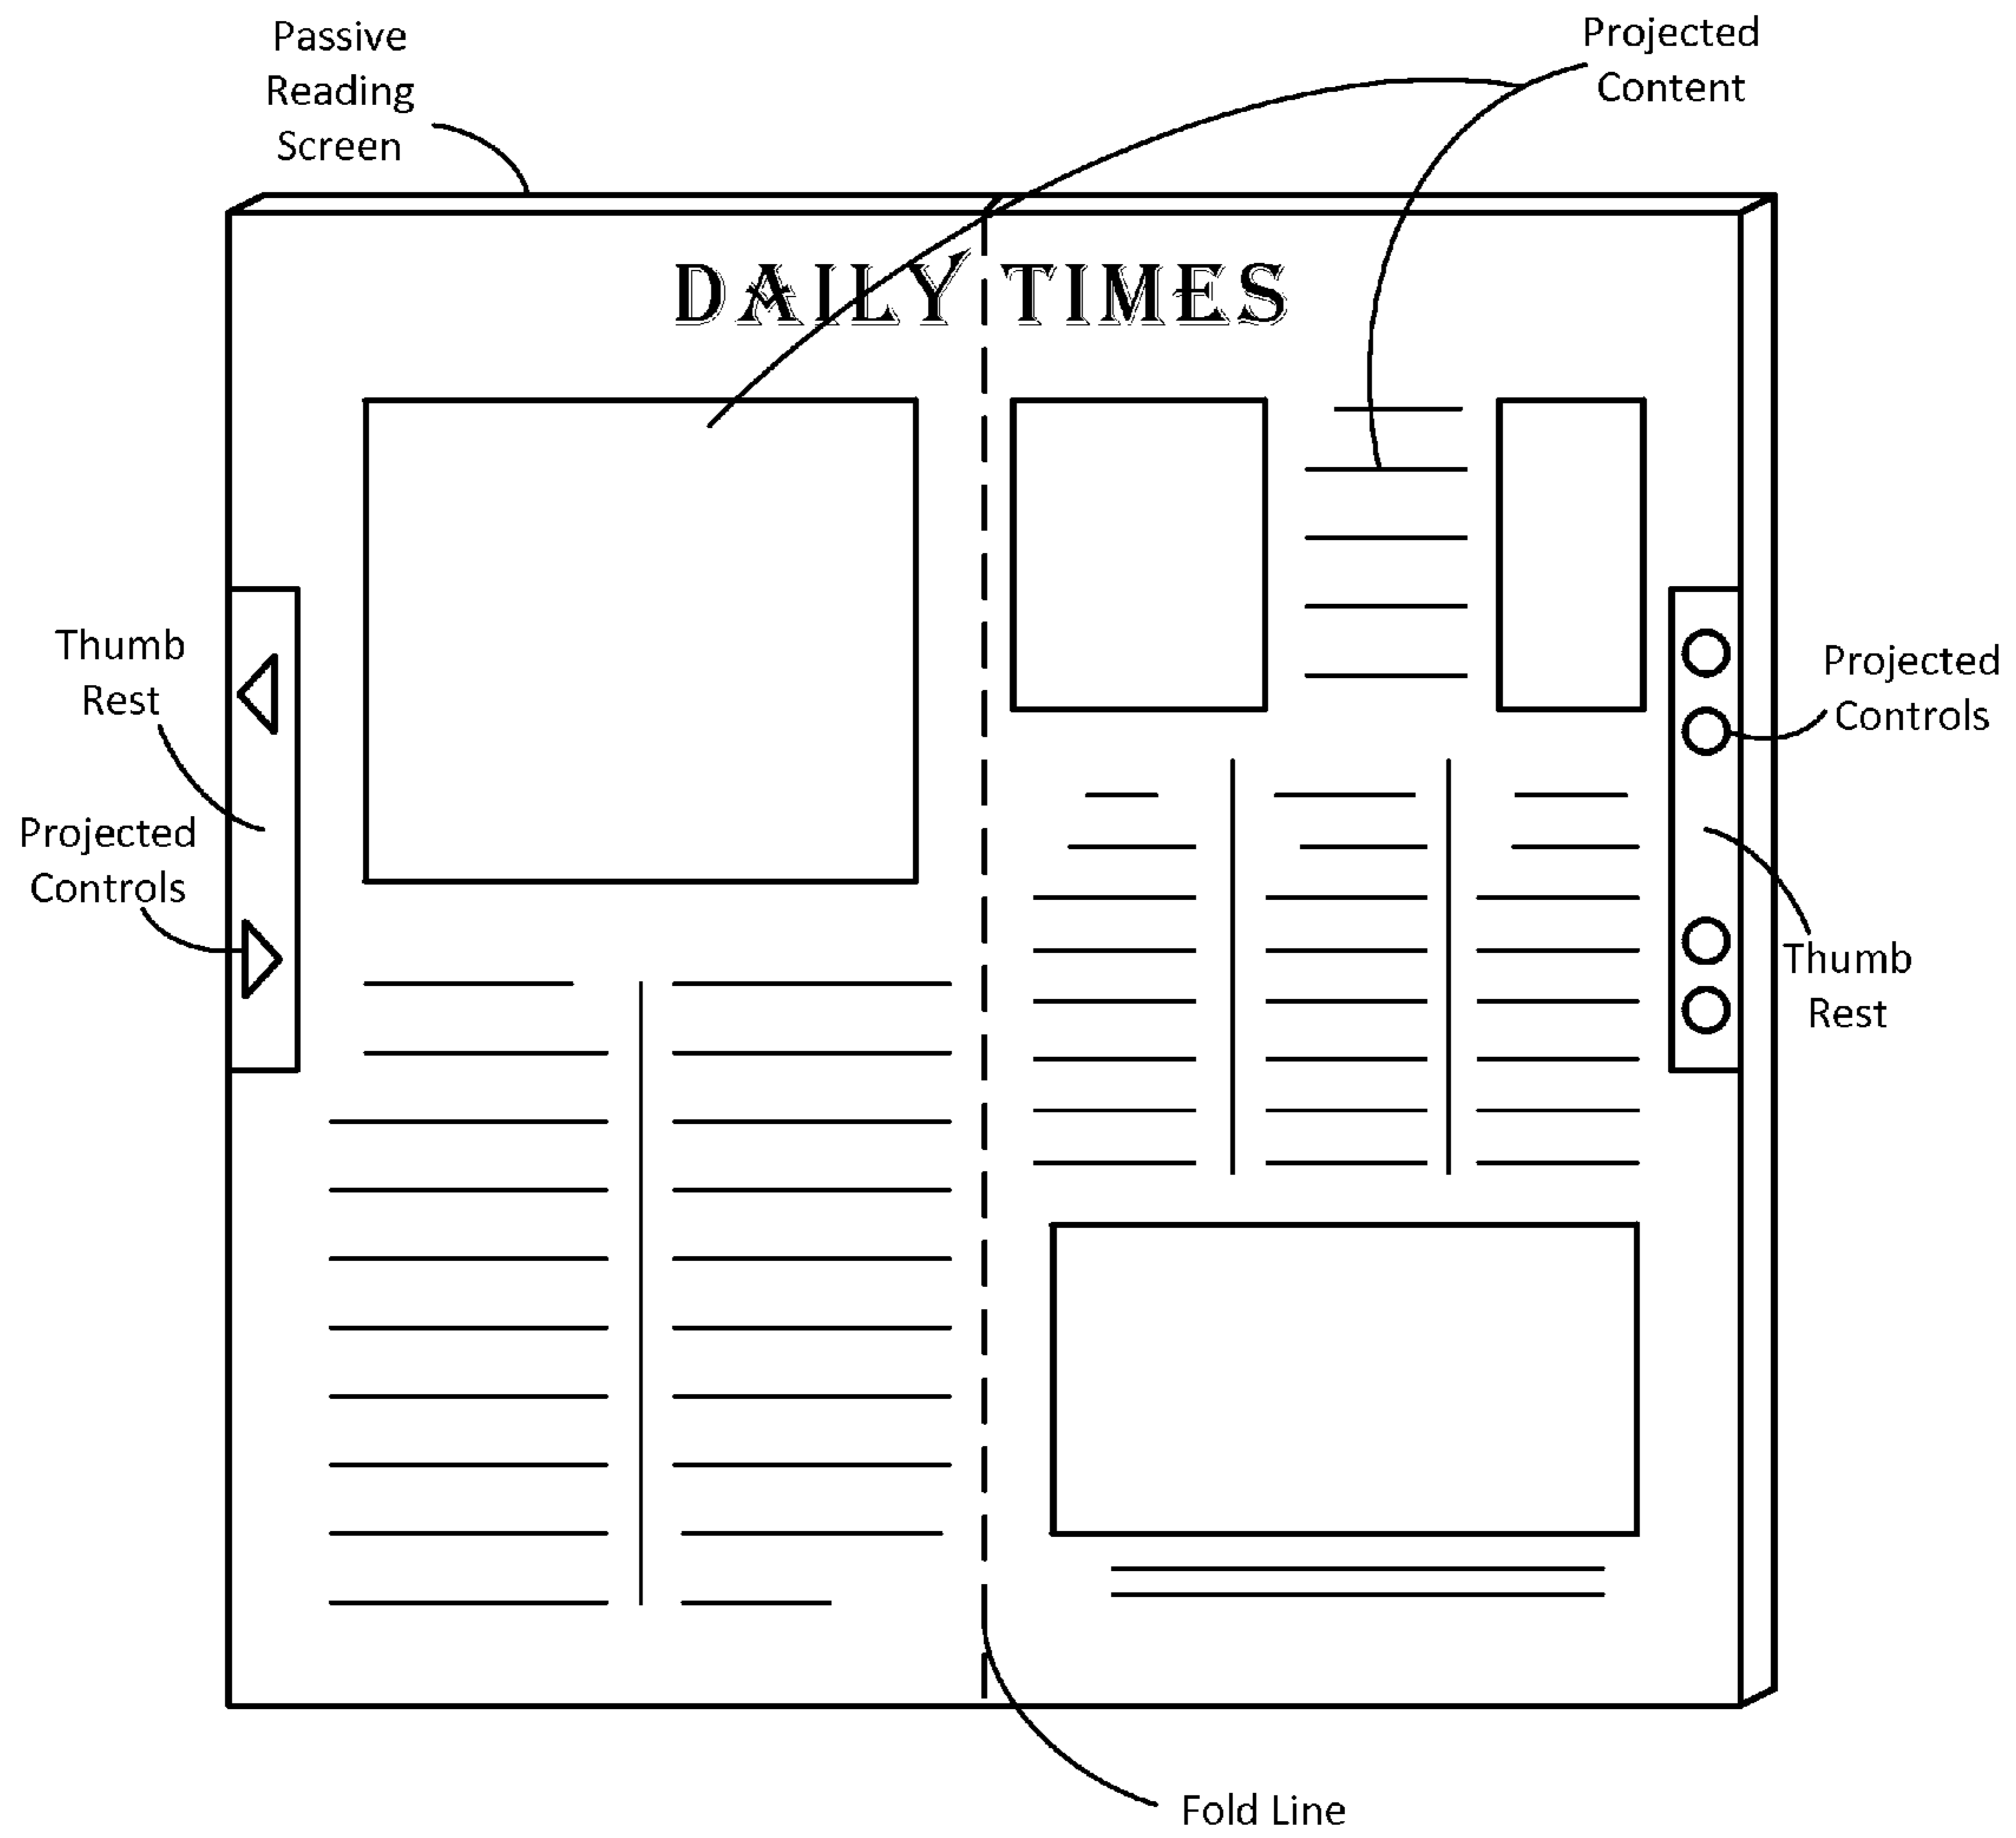 Passive
Reading
Screen
Projected
Content
DAILY TIMES
Thumb
Rest
Projected
Controls
Projected
Controls
Thumb
Rest
Fold Line